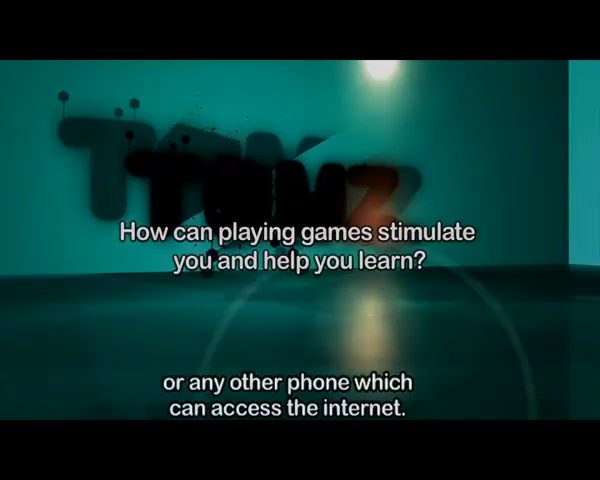 How can playing games stimulate
you and help you learn?
or any other phone which
can access the internet.